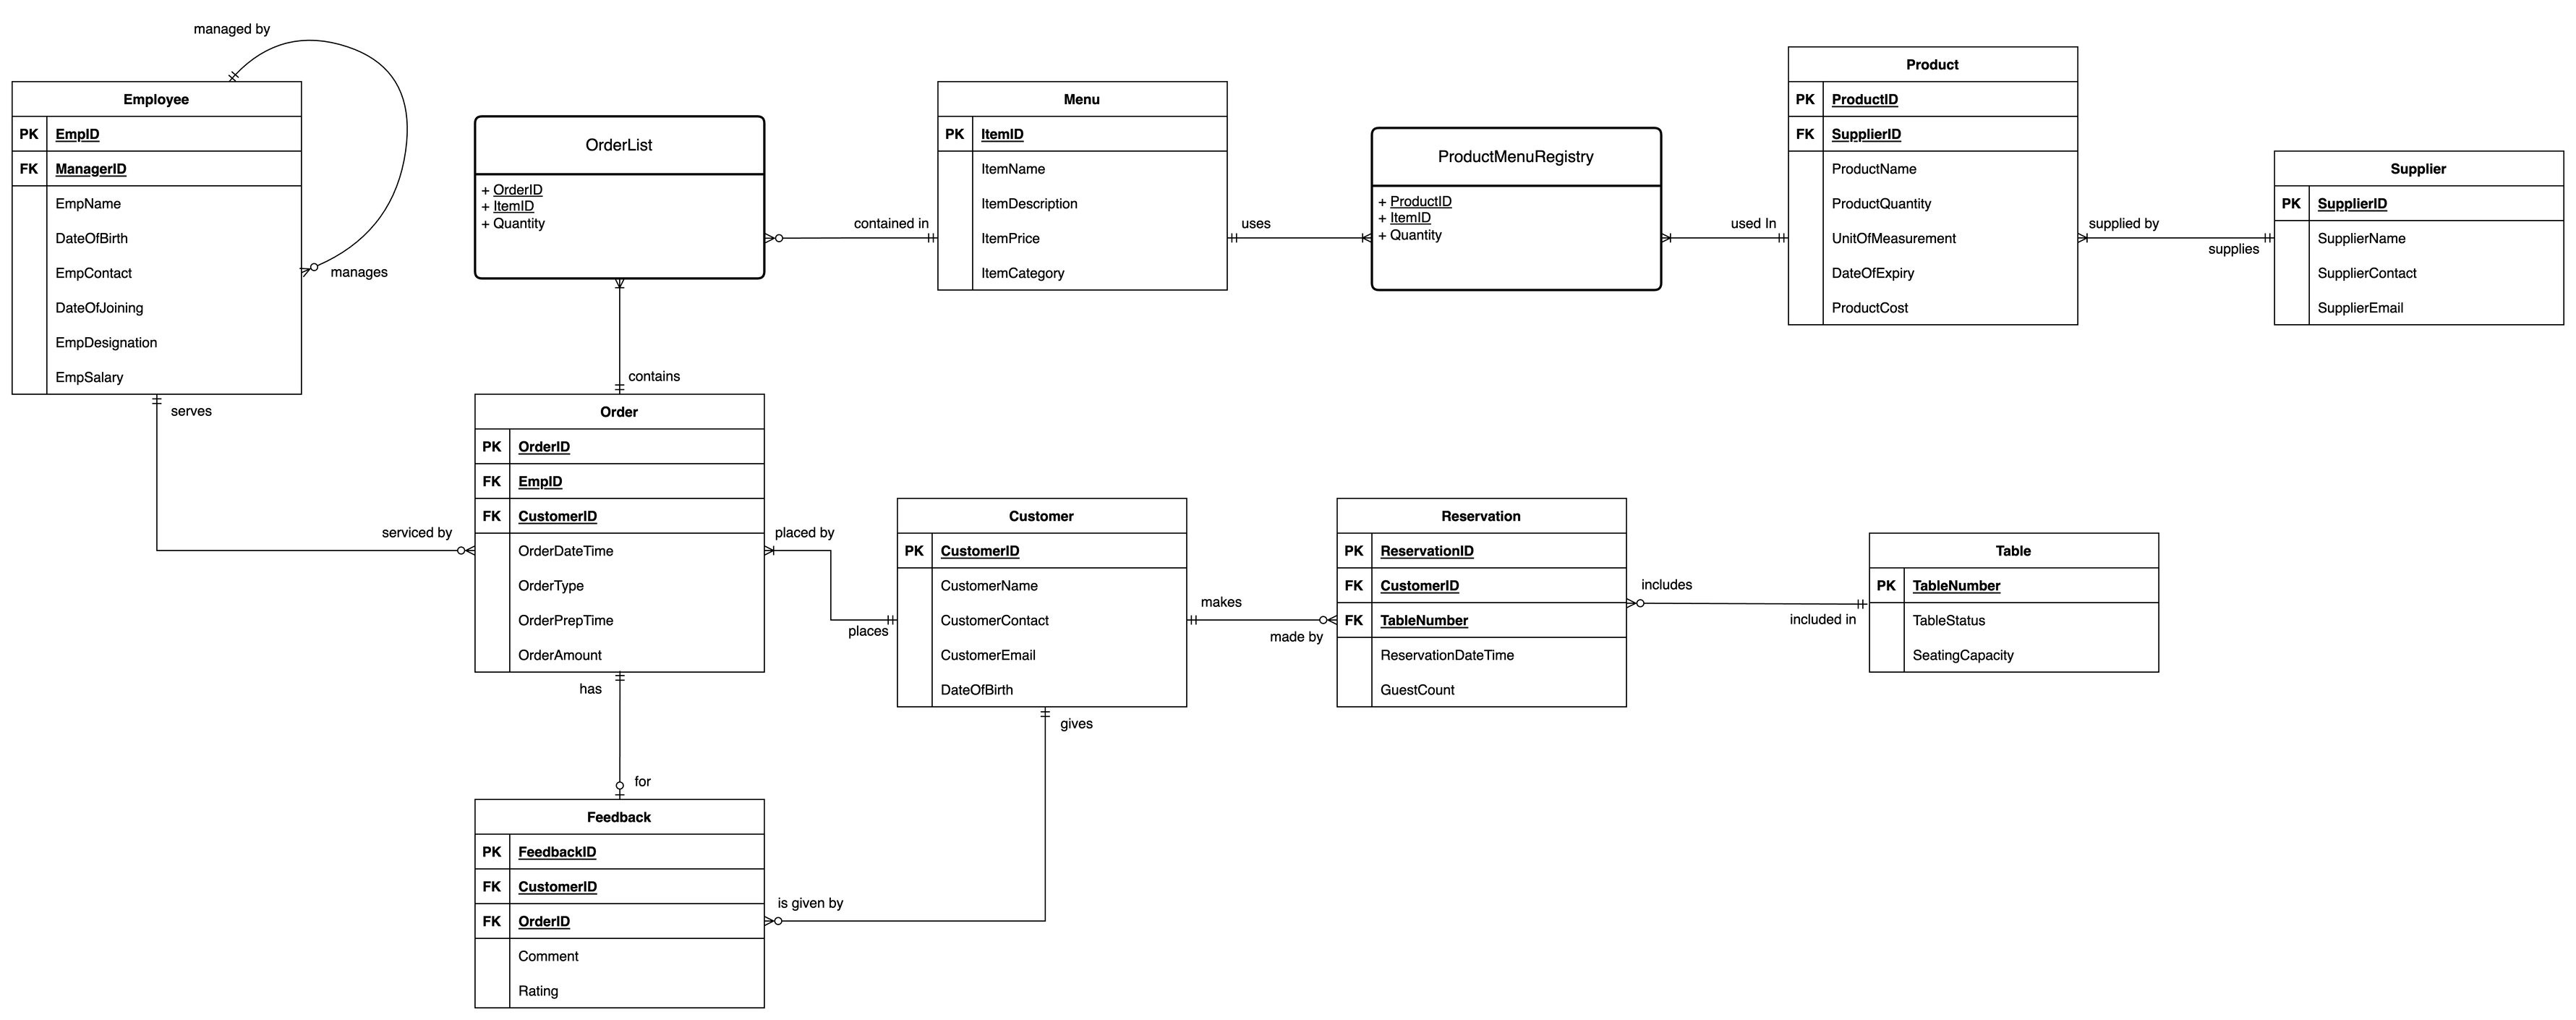 managed by
Employee
PK EmpID
FK ManagerID
EmpName
DateOfBirth
EmpContact
DateOfJoining
EmpDesignation
EmpSalary
manages
serves
OrderList
+ OrderID
+ ItemID
+ Quantity
contained in
contains
Menu
PK ItemID
ItemName
ItemDescription
ItemPrice
ItemCategory
uses
ProductMenuRegistry
+ ProductID
+ ItemID
+ Quantity
used In
Product
PK ProductID
FK SupplierID
ProductName
ProductQuantity
UnitOfMeasurement
DateOfExpiry
ProductCost
supplied by
supplies
Supplier
PK SupplierID
SupplierName
SupplierContact
SupplierEmail
serviced by
Order
PK OrderID
FK EmpID
FK CustomerID
OrderDateTime
OrderType
OrderPrepTime
OrderAmount
placed by
places
has
Customer
PK CustomerID
CustomerName
CustomerContact
CustomerEmail
DateOfBirth
makes
made by
gives
Reservation
PK ReservationID
FK CustomerID
FK TableNumber
ReservationDateTime
GuestCount
includes
included in
Table
PK TableNumber
TableStatus
SeatingCapacity
for
Feedback
PK FeedbackID
FK CustomerID
FK OrderID
Comment
Rating
is given by